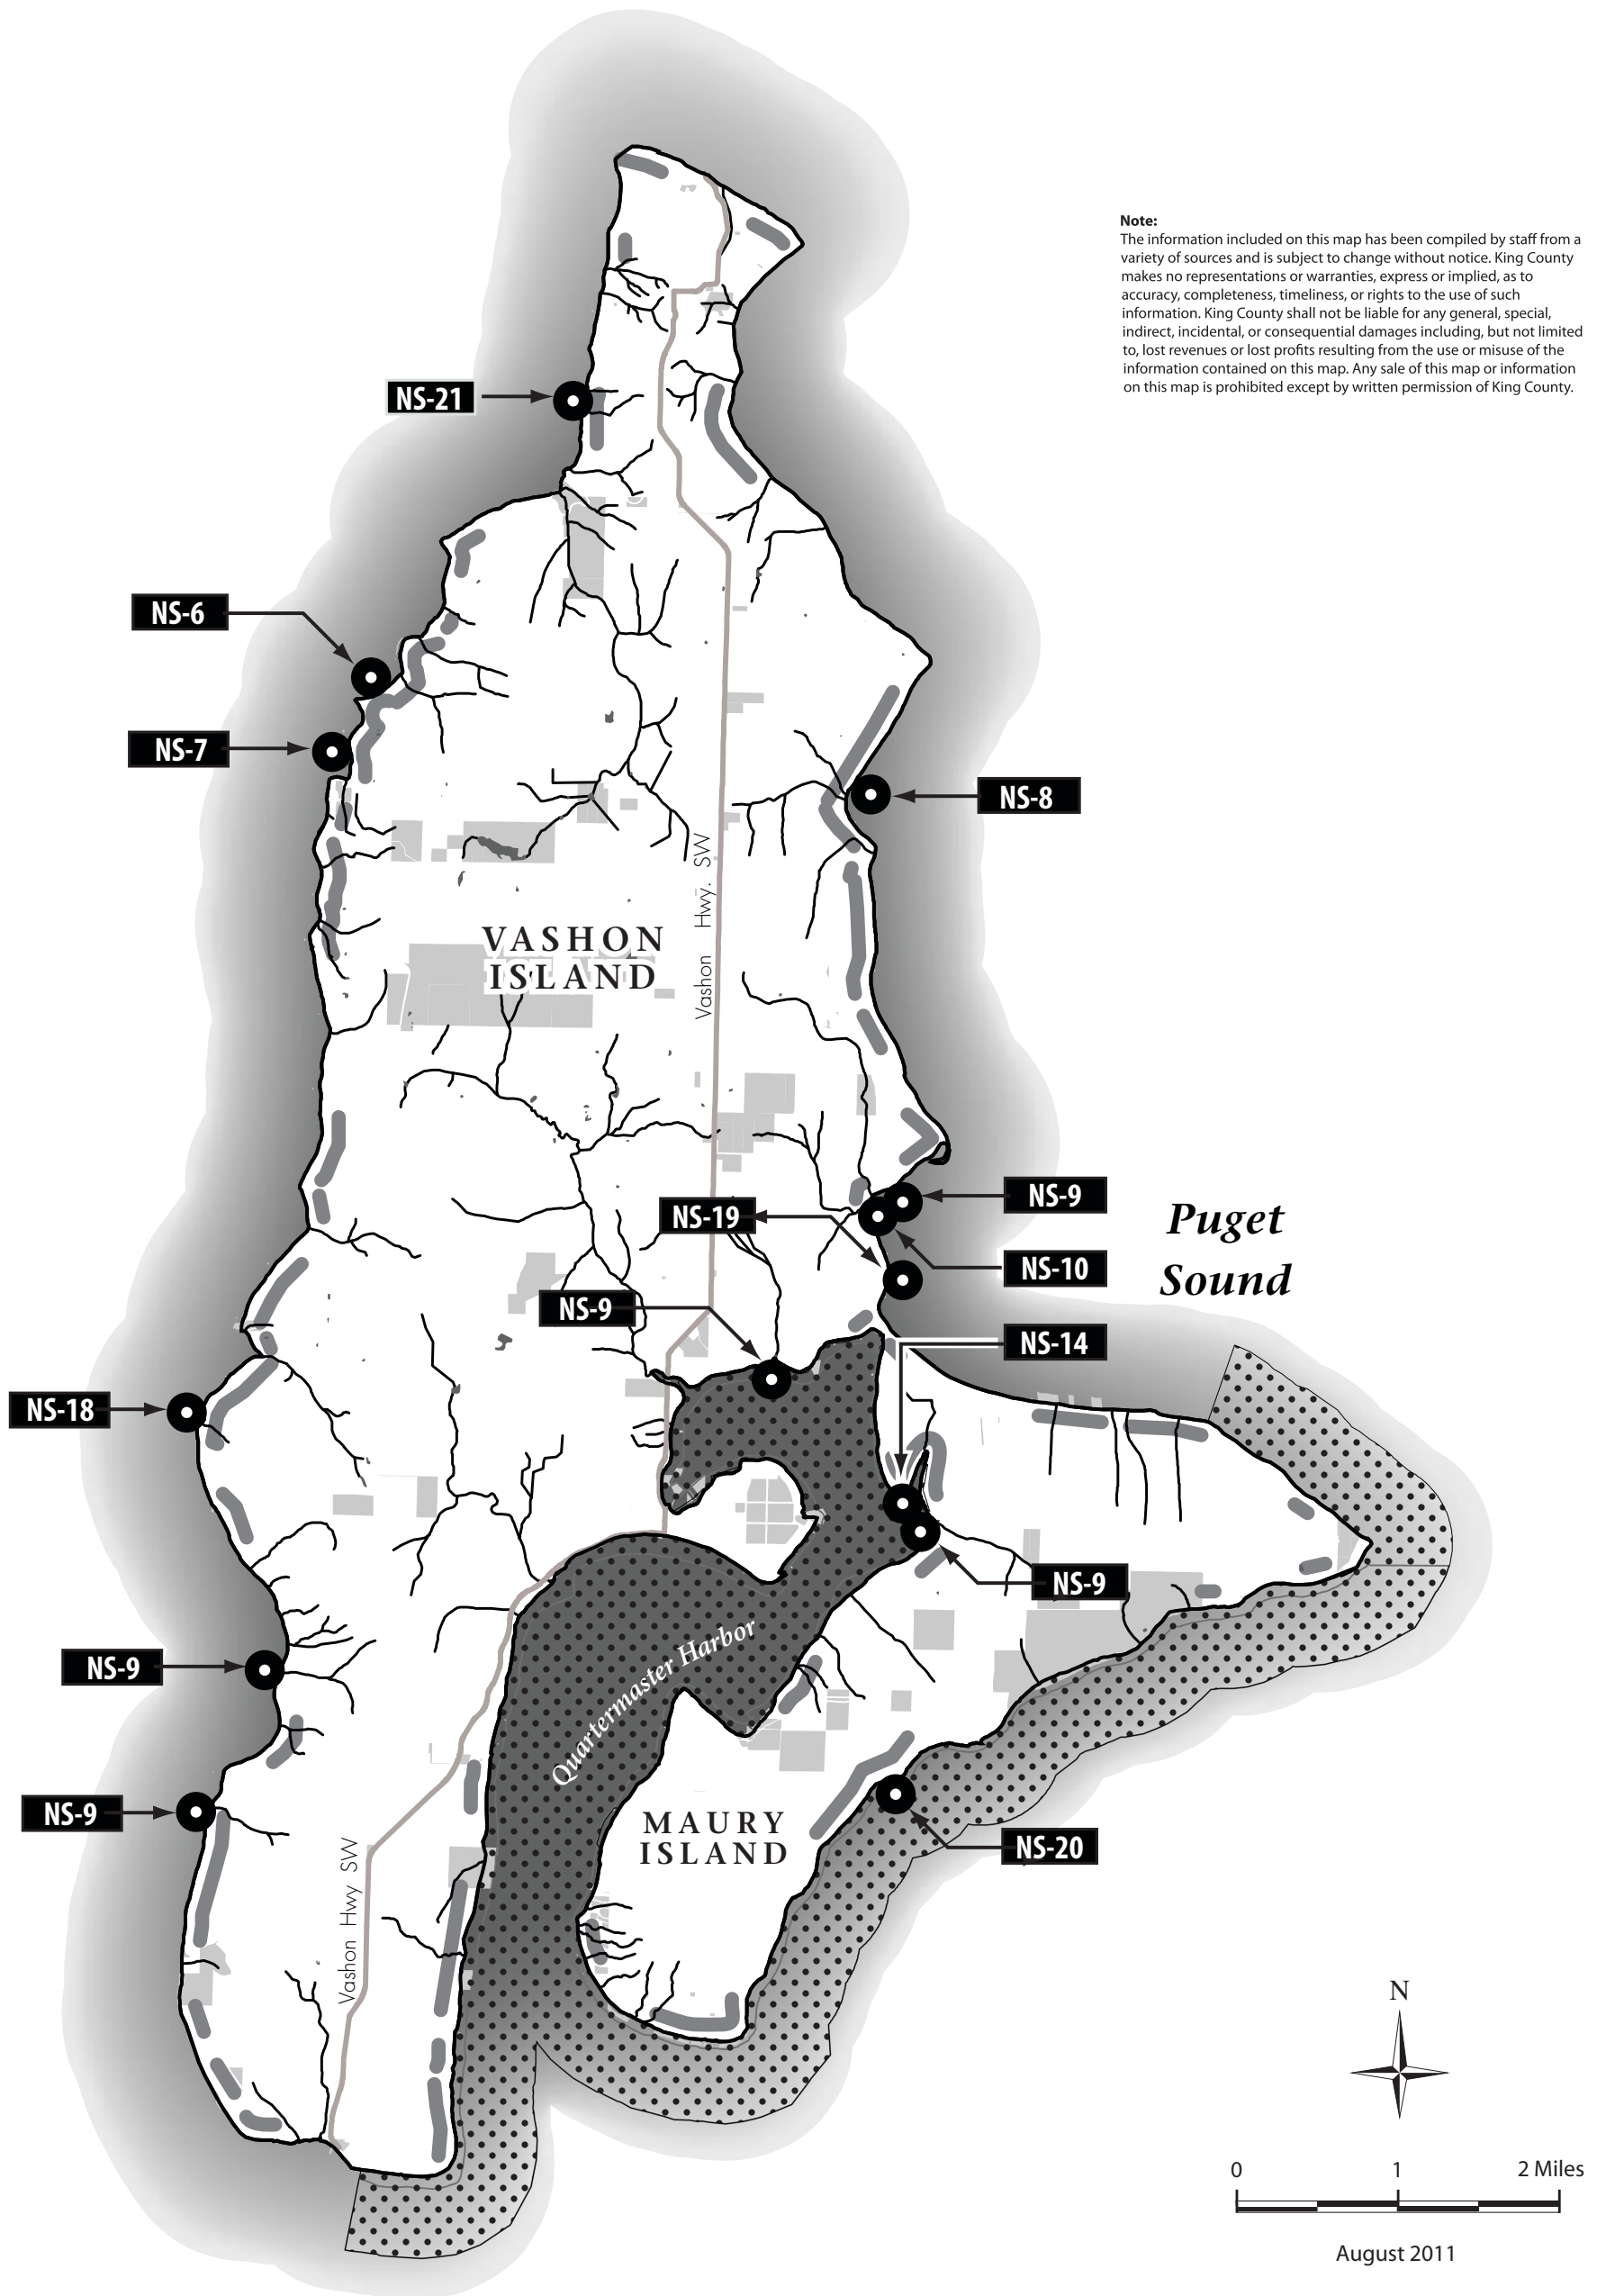 Note:
The information included on this map has been compiled by staff from a
variety of sources and is subject to change without notice. King County
makes no representations or warranties, express or implied, as to
accuracy, completeness, timeliness, or rights to the use of such
information. King County shall not be liable for any general, special,
indirect, incidental, or consequential damages including, but not limited
to, lost revenues or lost profits resulting from the use or misuse of the
information contained on this map. Any sale of this map or information
on this map is prohibited except by written permission of King County.
NS-21
NS-6
NS-7
NS-8
Vashon Hwy. SW
VASHON
ISLAND
NS-9
NS-19
Puget
Sound
NS-10
NS-9
NS-14
NS-18
NS-9
NS-9
Quartermaster Harbor
NS-9
MAURY
ISLAND
NS-20
Vashon Hwy SW
N
0 1 2 Miles
August 2011